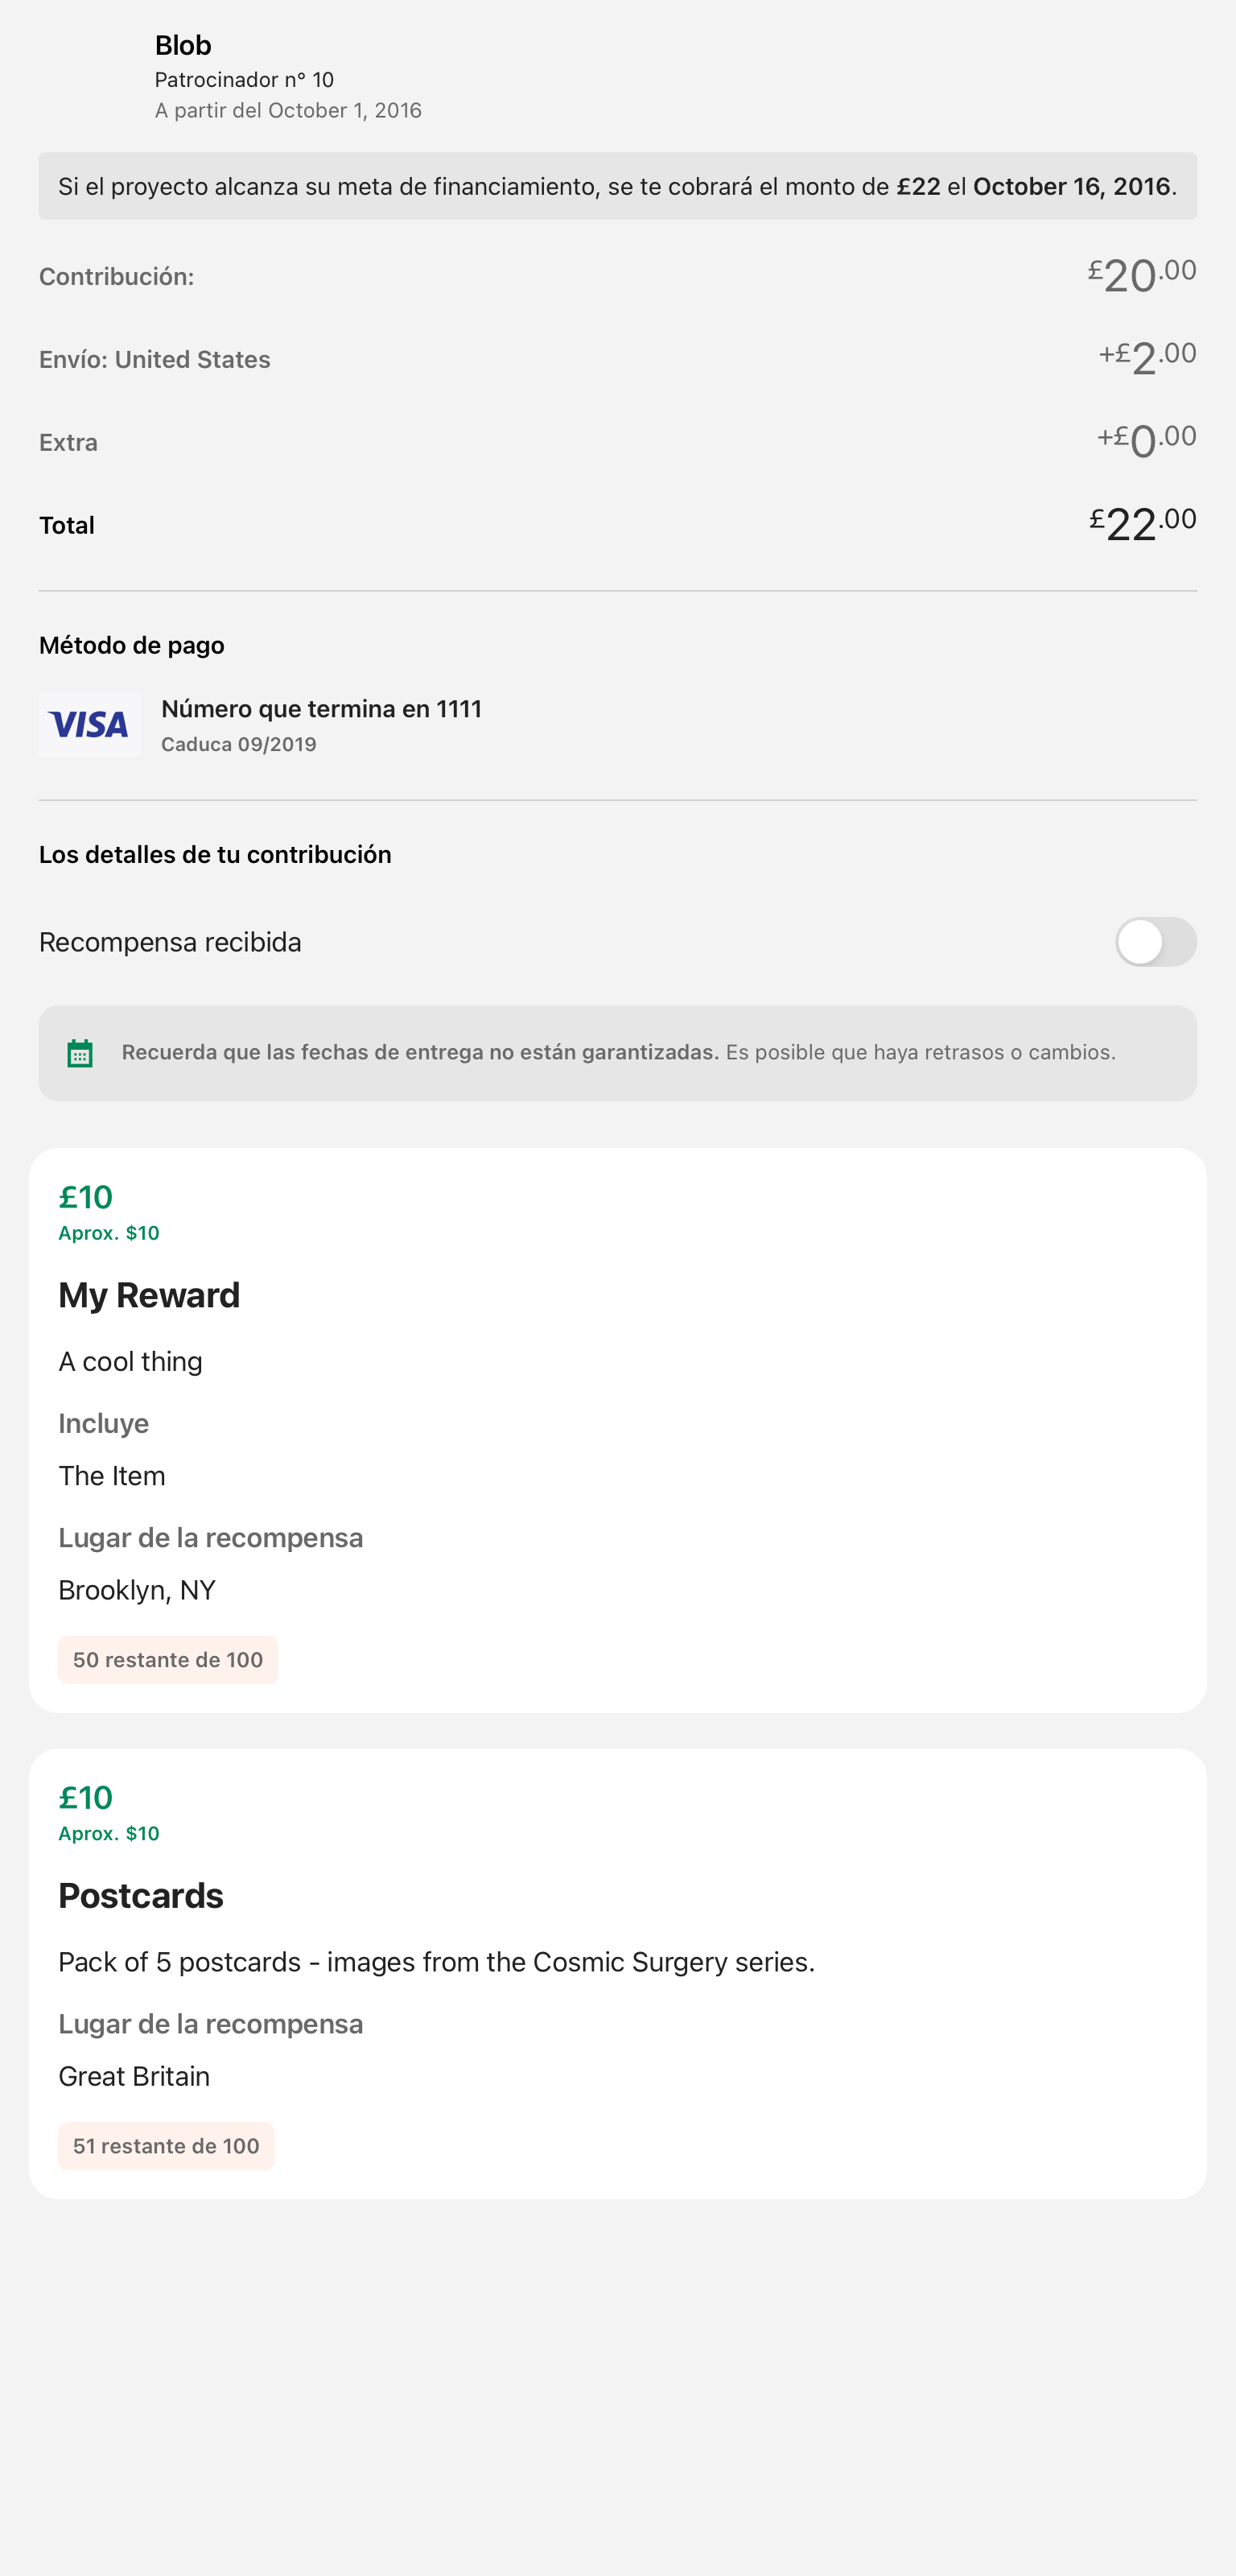 Blob
Patrocinador n° 10
A partir del October 1, 2016
Si el proyecto alcanza su meta de financiamiento, se te cobrará el monto de £22 el October 16, 2016.
Contribución: £20.00
Envío: United States +£2.00
Extra +£0.00
Total £22.00
Método de pago
VISA
Número que termina en 1111
Caduca 09/2019
Los detalles de tu contribución
Recompensa recibida
Recuerda que las fechas de entrega no están garantizadas. Es posible que haya retrasos o cambios.
£10
Aprox. $10
My Reward
A cool thing
Incluye
The Item
Lugar de la recompensa
Brooklyn, NY
50 restante de 100
£10
Aprox. $10
Postcards
Pack of 5 postcards - images from the Cosmic Surgery series.
Lugar de la recompensa
Great Britain
51 restante de 100